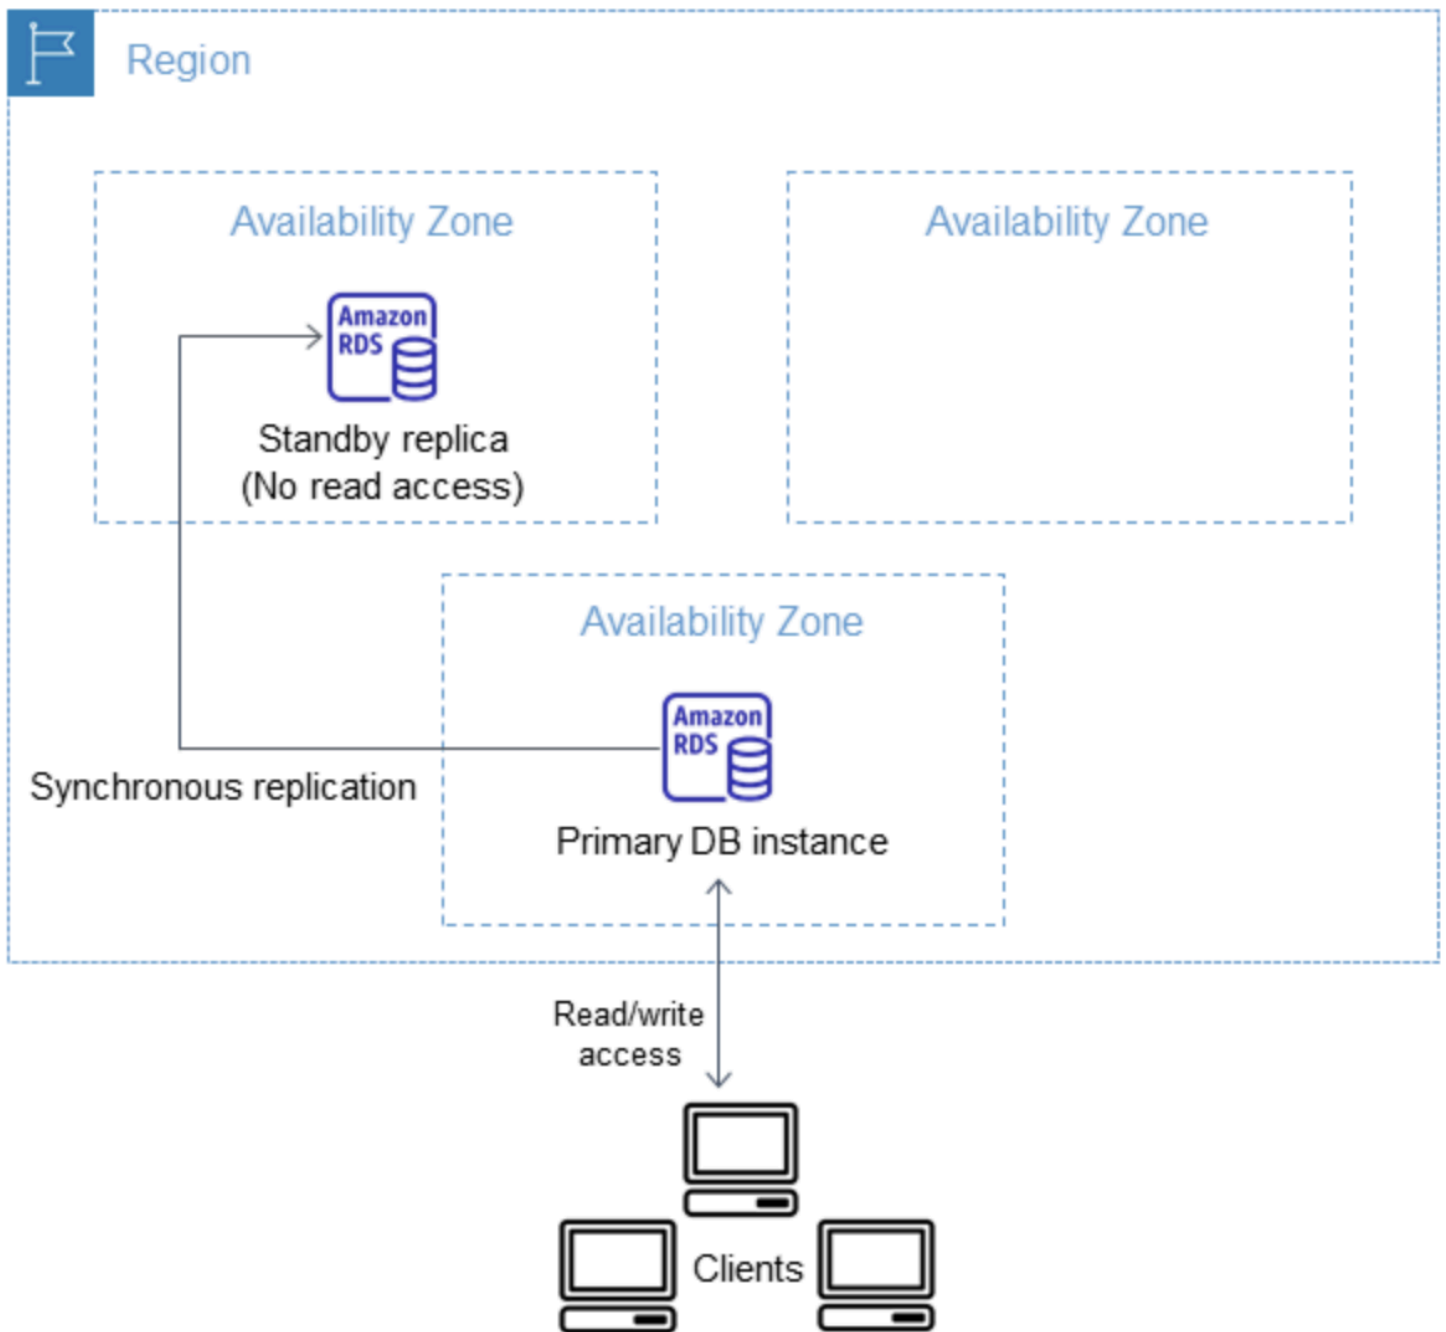 Region
Availability Zone
Availability Zone
Amazon
RDS
Standby replica
(No read access)
Availability Zone
Amazon
RDS
Synchronous replication
Primary DB instance
Read/write
access
Clients